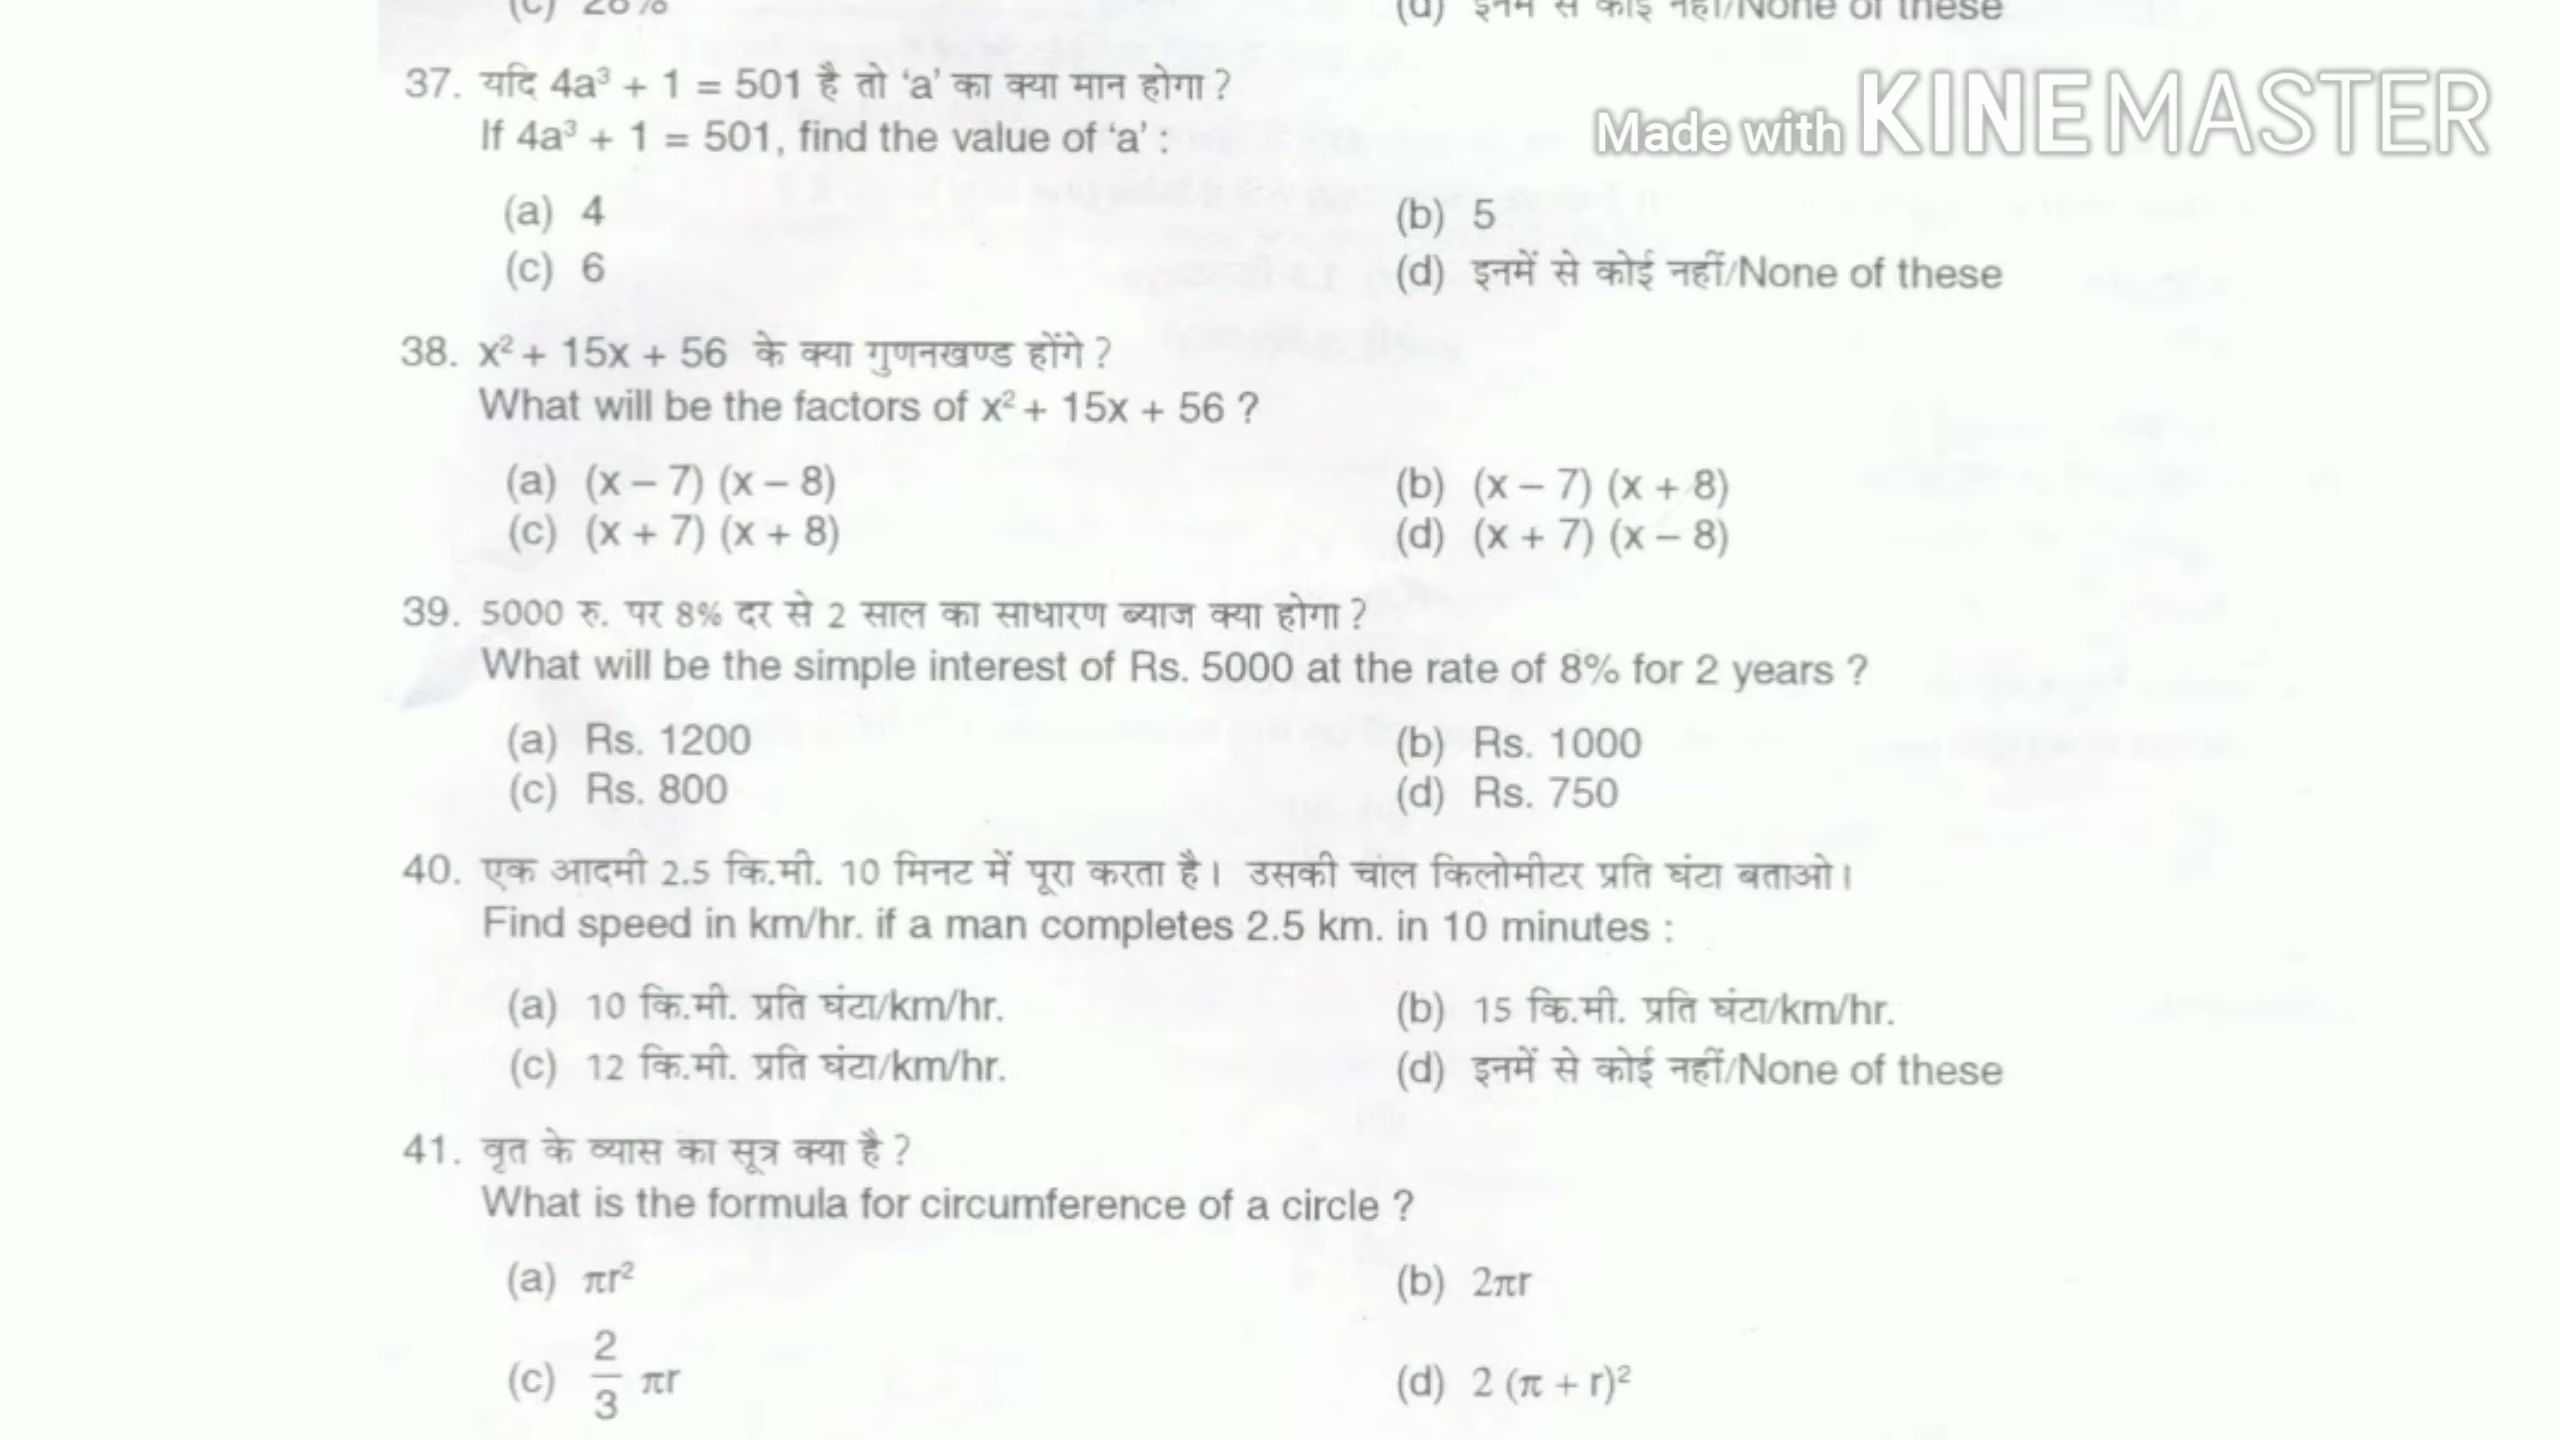 (c) 28%
(d) इनमें से कोई नहीं/None of these
37. यदि 4a³ + 1 = 501 है तो 'a' का क्या मान होगा ?
If 4a³ + 1 = 501, find the value of 'a' :
Made with KINEMASTER
(a) 4
(b) 5
(c) 6
(d) इनमें से कोई नहीं/None of these
38. x² + 15x + 56 के क्या गुणनखण्ड होंगे ?
What will be the factors of x² + 15x + 56 ?
(a) (x – 7) (x – 8)
(b) (x – 7) (x + 8)
(c) (x + 7) (x + 8)
(d) (x + 7) (x – 8)
39. 5000 रु. पर 8% दर से 2 साल का साधारण ब्याज क्या होगा ?
What will be the simple interest of Rs. 5000 at the rate of 8% for 2 years ?
(a) Rs. 1200
(b) Rs. 1000
(c) Rs. 800
(d) Rs. 750
40. एक आदमी 2.5 कि.मी. 10 मिनट में पूरा करता है। उसकी चांल किलोमीटर प्रति घंटा बताओ।
Find speed in km/hr. if a man completes 2.5 km. in 10 minutes :
(a) 10 कि.मी. प्रति घंटा/km/hr.
(b) 15 कि.मी. प्रति घंटा/km/hr.
(c) 12 कि.मी. प्रति घंटा/km/hr.
(d) इनमें से कोई नहीं/None of these
41. वृत के व्यास का सूत्र क्या है ?
What is the formula for circumference of a circle ?
(a) πr²
(b) 2πr
(c) 2/3 πr
(d) 2 (π + r)²